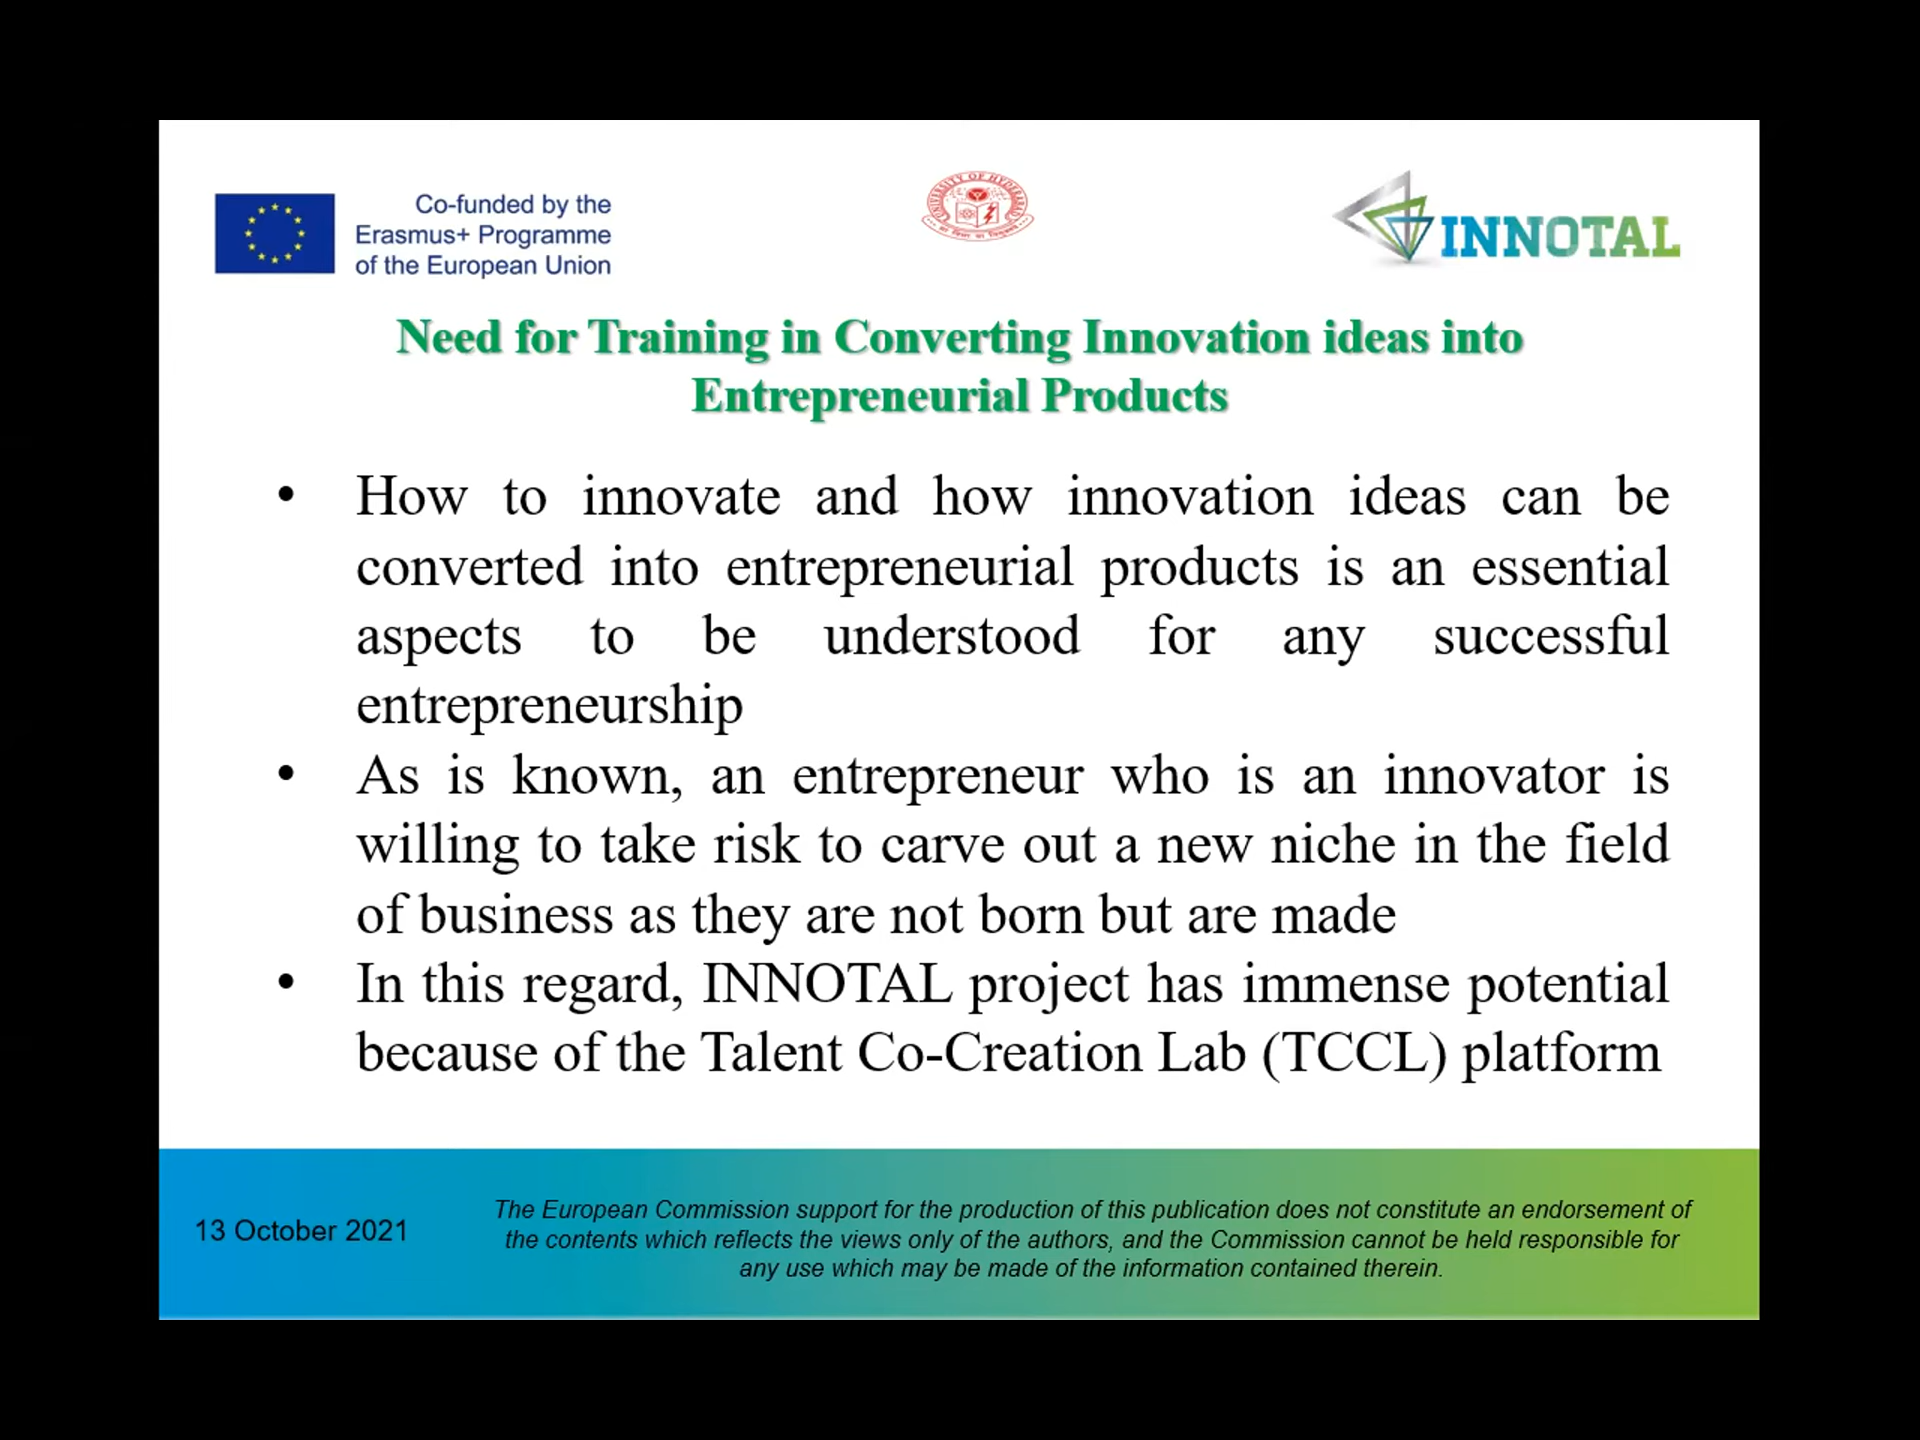 Co-funded by the
Erasmus+ Programme
of the European Union
UNIVERSITY OF HYDERABAD
INNOTAL
Need for Training in Converting Innovation ideas into
Entrepreneurial Products
• How to innovate and how innovation ideas can be
converted into entrepreneurial products is an essential
aspects to be understood for any successful
entrepreneurship
• As is known, an entrepreneur who is an innovator is
willing to take risk to carve out a new niche in the field
of business as they are not born but are made
• In this regard, INNOTAL project has immense potential
because of the Talent Co-Creation Lab (TCCL) platform
13 October 2021
The European Commission support for the production of this publication does not constitute an endorsement of
the contents which reflects the views only of the authors, and the Commission cannot be held responsible for
any use which may be made of the information contained therein.